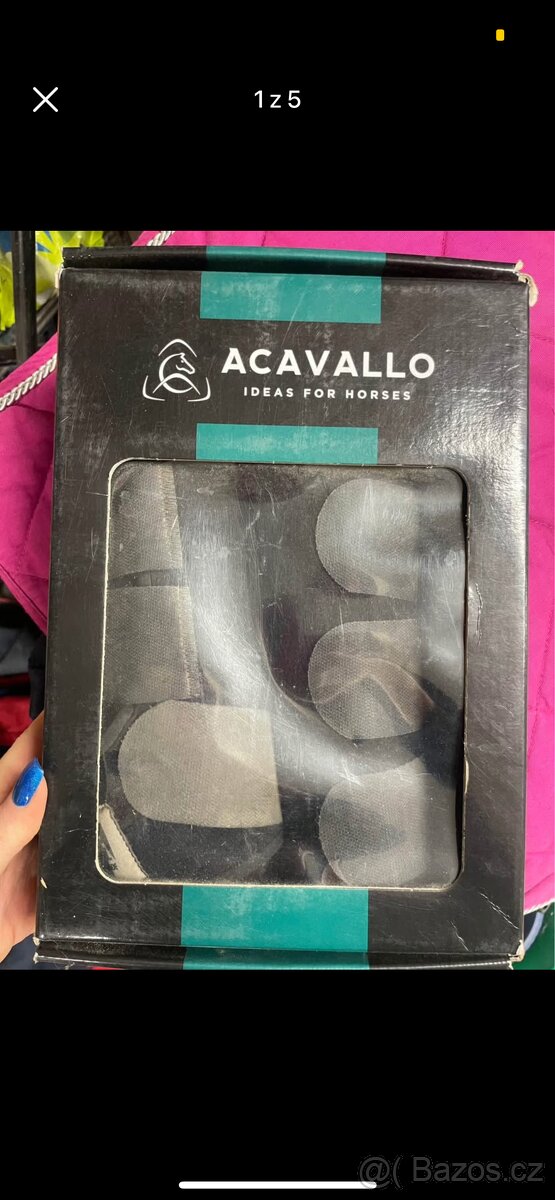 1 z 5
ACAVALLO
IDEAS FOR HORSES
@( Bazos.cz